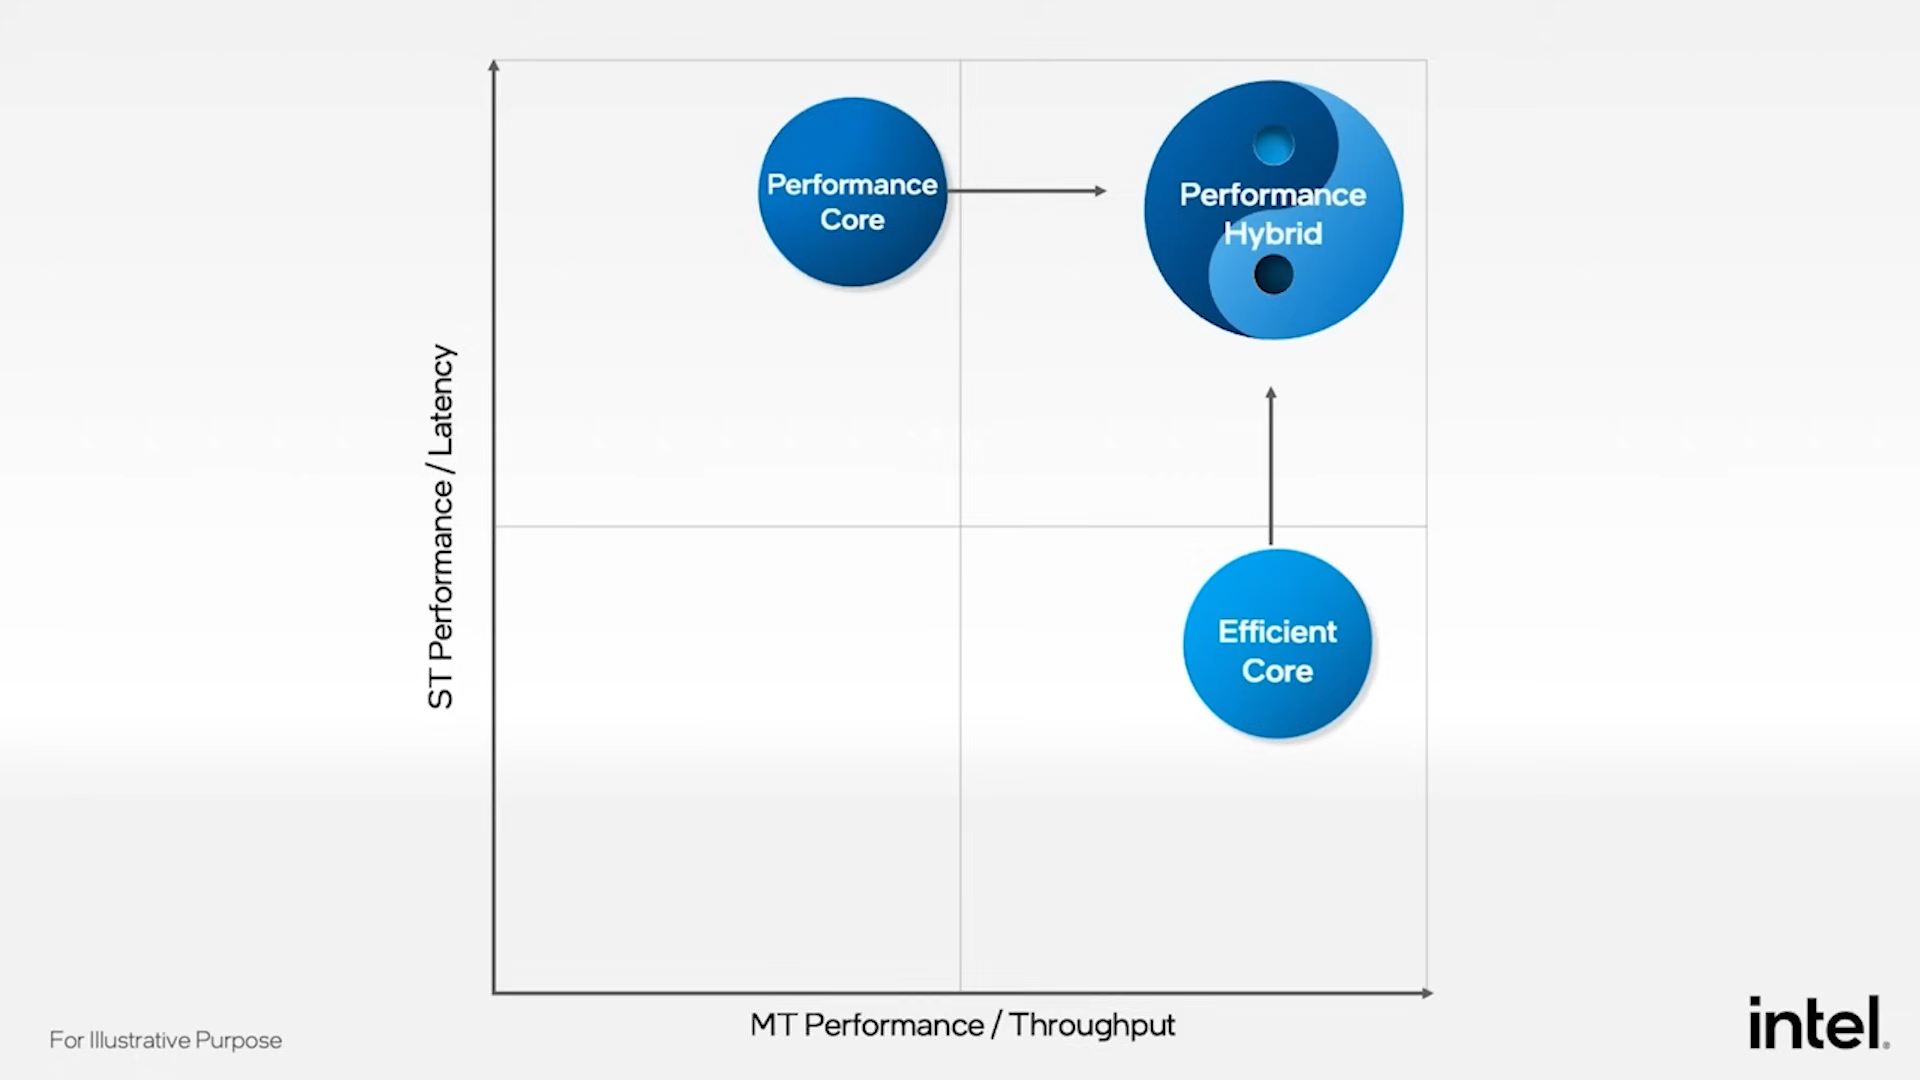 Performance
Core
Performance
Hybrid
Efficient
Core
ST Performance / Latency
MT Performance / Throughput
For Illustrative Purpose
intel.